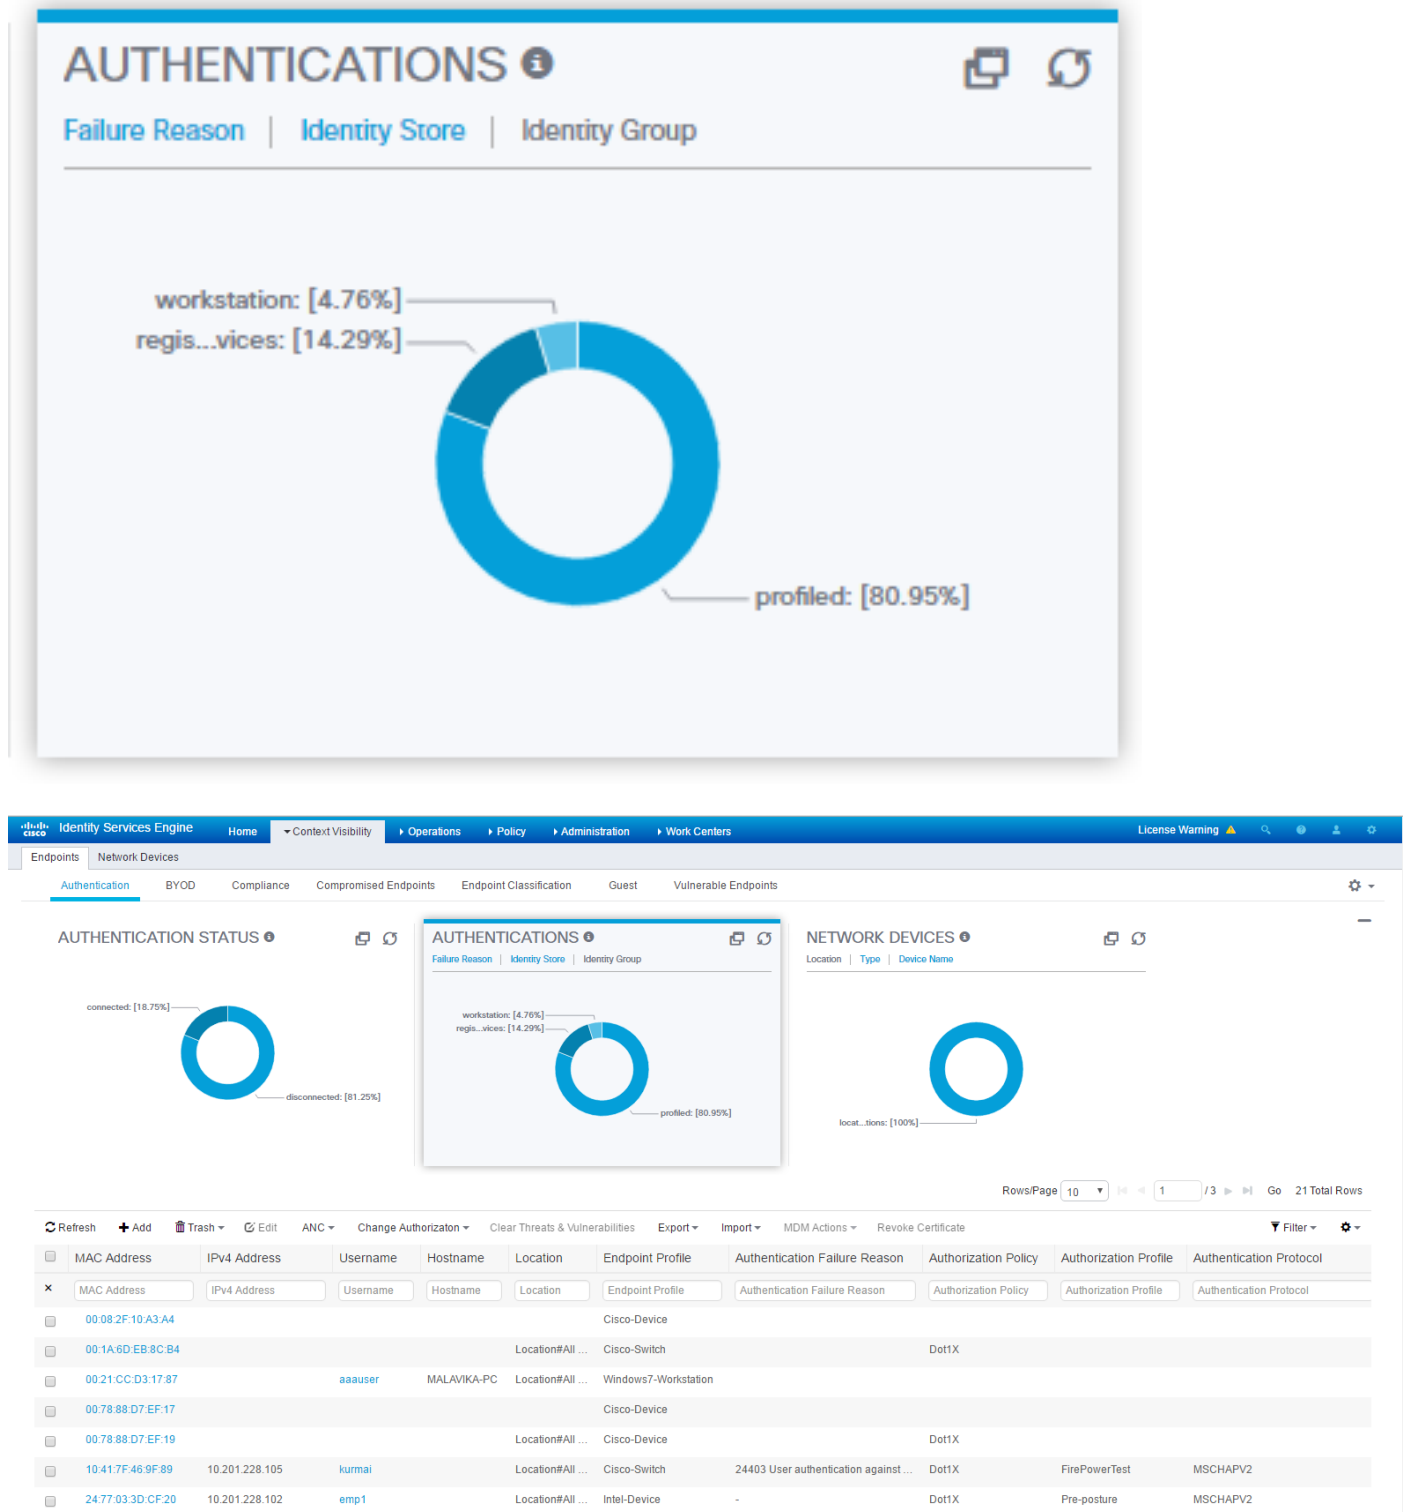 AUTHENTICATIONS
Failure Reason | Identity Store | Identity Group
workstation: [4.76%]
regis...vices: [14.29%]
profiled: [80.95%]
CISCO Identity Services Engine Home Context Visibility Operations Policy Administration Work Centers License Warning
Endpoints Network Devices
Authentication BYOD Compliance Compromised Endpoints Endpoint Classification Guest Vulnerable Endpoints
AUTHENTICATION STATUS
connected: [18.75%]
disconnected: [81.25%]
AUTHENTICATIONS
Failure Reason | Identity Store | Identity Group
workstation: [4.76%]
regis...vices: [14.29%]
profiled: [80.95%]
NETWORK DEVICES
Location | Type | Device Name
locat...tions: [100%]
Rows/Page 10 1 / 3 Go 21 Total Rows
Refresh Add Trash Edit ANC Change Authorizaton Clear Threats & Vulnerabilities Export Import MDM Actions Revoke Certificate Filter
MAC Address IPv4 Address Username Hostname Location Endpoint Profile Authentication Failure Reason Authorization Policy Authorization Profile Authentication Protocol
× MAC Address IPv4 Address Username Hostname Location Endpoint Profile Authentication Failure Reason Authorization Policy Authorization Profile Authentication Protocol
00:08:2F:10:A3:A4 Cisco-Device
00:1A:6D:EB:8C:B4 Location#All ... Cisco-Switch Dot1X
00:21:CC:D3:17:87 aaauser MALAVIKA-PC Location#All ... Windows7-Workstation
00:78:88:D7:EF:17 Cisco-Device
00:78:88:D7:EF:19 Location#All ... Cisco-Device Dot1X
10:41:7F:46:9F:89 10.201.228.105 kurmai Location#All ... Cisco-Switch 24403 User authentication against ... Dot1X FirePowerTest MSCHAPV2
24:77:03:3D:CF:20 10.201.228.102 emp1 Location#All ... Intel-Device - Dot1X Pre-posture MSCHAPV2